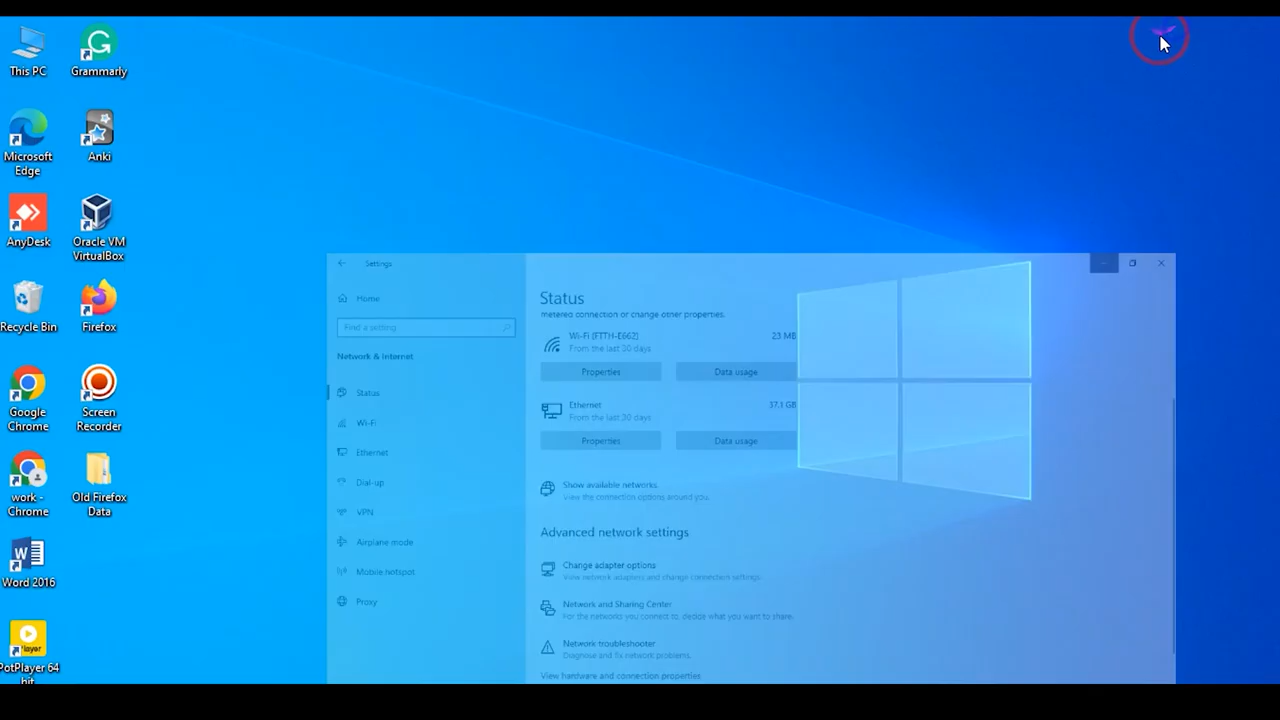 This PC
Grammarly
Microsoft
Edge
Anki
AnyDesk
Oracle VM
VirtualBox
Recycle Bin
Firefox
Google
Chrome
Screen
Recorder
work -
Chrome
Old Firefox
Data
Word 2016
Player
PotPlayer 64
bit
Settings
Home
Find a setting
Network & Internet
Status
Wi-Fi
Ethernet
Dial-up
VPN
Airplane mode
Mobile hotspot
Proxy
Status
metered connection or change other properties.
Wi-Fi (FTTH-E662)
23 MB
From the last 30 days
Properties
Data usage
Ethernet
37.1 GB
From the last 30 days
Properties
Data usage
Show available networks
View the connection options around you.
Advanced network settings
Change adapter options
View network adapters and change connection settings.
Network and Sharing Center
For the networks you connect to, decide what you want to share.
Network troubleshooter
Diagnose and fix network problems.
View hardware and connection properties